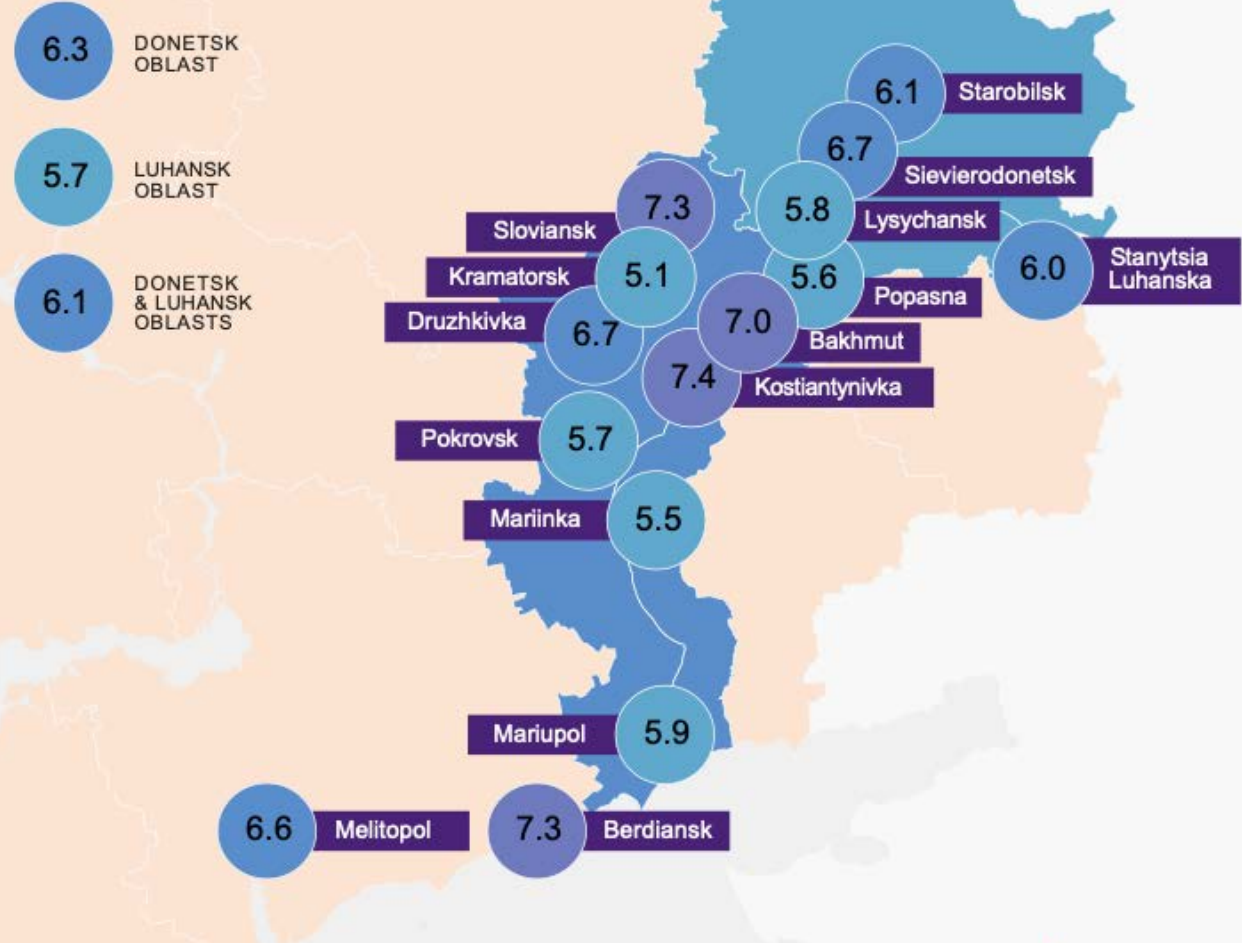 6.3
DONETSK
OBLAST
5.7
LUHANSK
OBLAST
6.1
DONETSK
& LUHANSK
OBLASTS
6.1
Starobilsk
6.7
Sievierodonetsk
7.3
Sloviansk
5.8
Lysychansk
6.0
Stanytsia
Luhanska
5.1
Kramatorsk
5.6
Popasna
6.7
Druzhkivka
7.0
Bakhmut
7.4
Kostiantynivka
5.7
Pokrovsk
5.5
Mariinka
5.9
Mariupol
6.6
Melitopol
7.3
Berdiansk